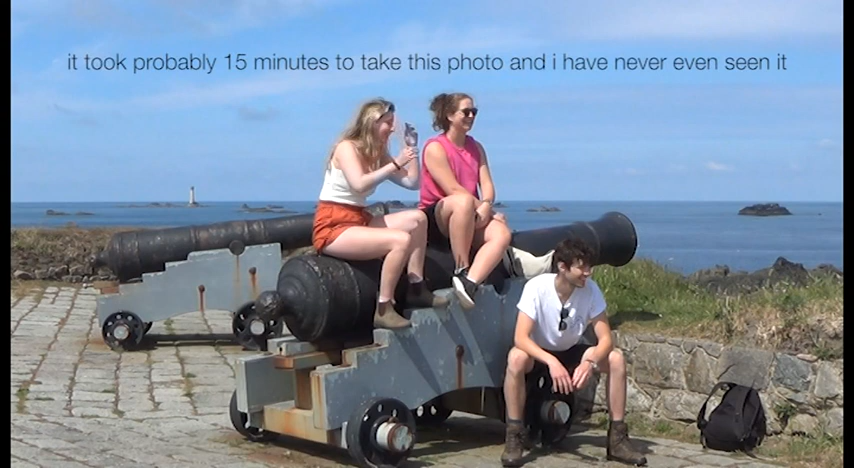 it took probably 15 minutes to take this photo and i have never even seen it